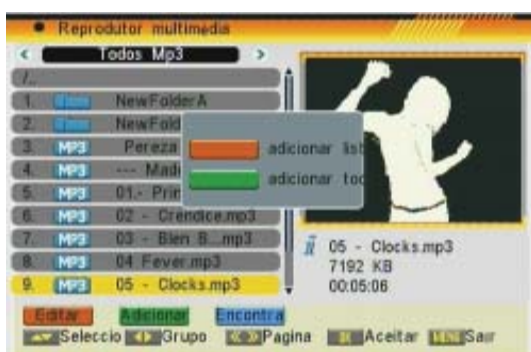 Reprodutor multimedia
Todos Mp3
/..
1. NewFolderA
2. NewFold
3. MP3 Pereza
4. MP3 --- Mad
5. MP3 01.- Prin
6. MP3 02 - Crendice.mp3
7. MP3 03 - Bien B...mp3
8. MP3 04 Fever.mp3
9. MP3 05 - Clocks.mp3
adicionar list
adicionar tod
05 - Clocks.mp3
7192 KB
00:05:06
Editar Adicionar Encontra
Seleccio Grupo Pagina Aceitar MENU Sair